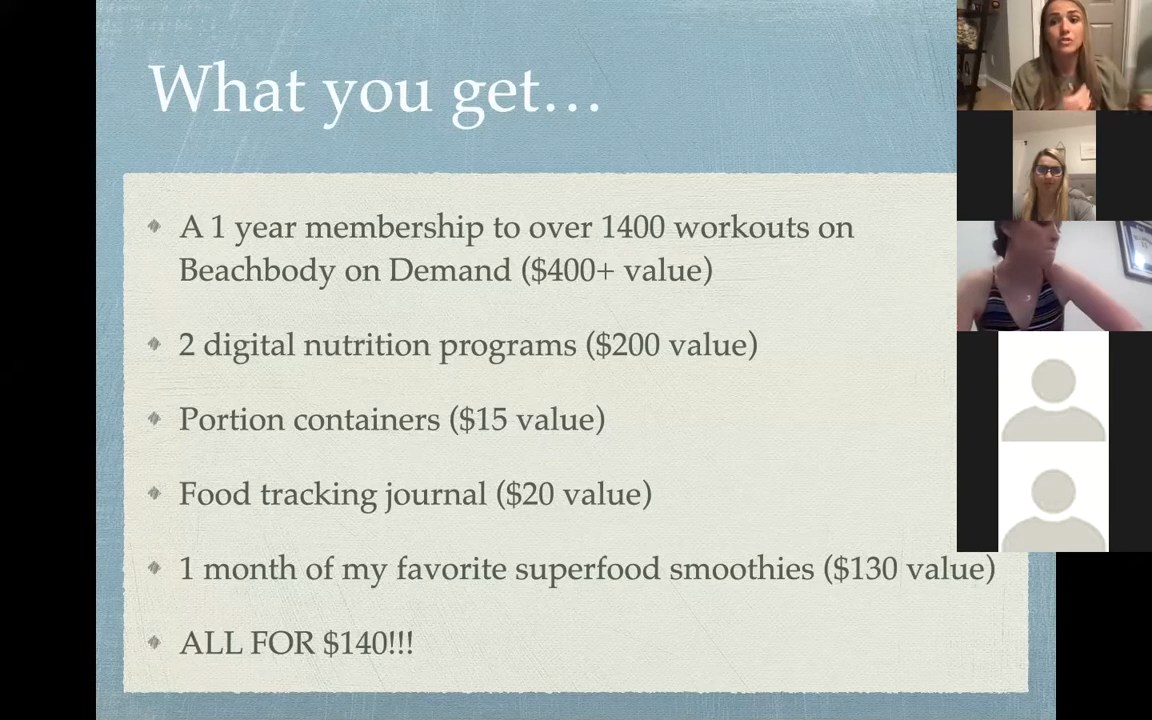 What you get…
A 1 year membership to over 1400 workouts on
Beachbody on Demand ($400+ value)
2 digital nutrition programs ($200 value)
Portion containers ($15 value)
Food tracking journal ($20 value)
1 month of my favorite superfood smoothies ($130 value)
ALL FOR $140!!!